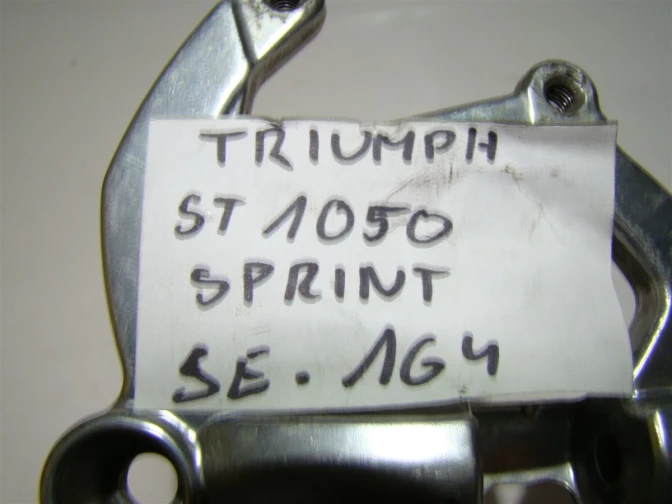 TRIUMPH
ST 1050
SPRINT
SE. 164